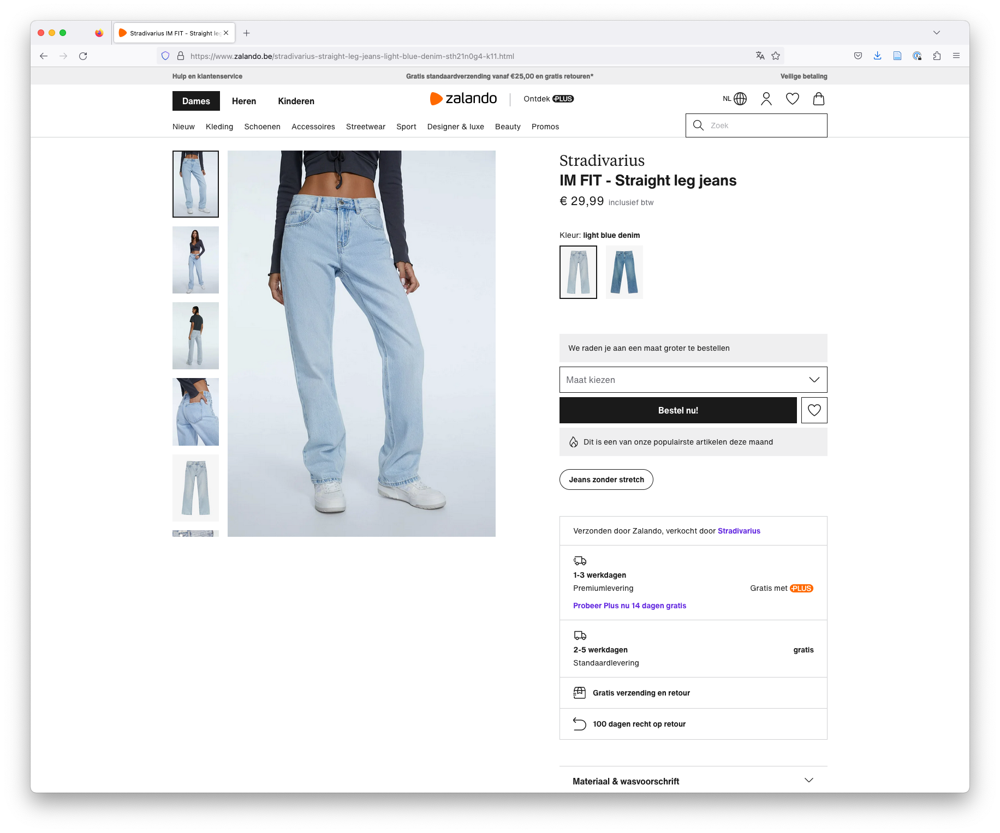 Stradivarius IM FIT - Straight leg
https://www.zalando.be/stradivarius-straight-leg-jeans-light-blue-denim-sth21n0g4-k11.html
Hulp en klantenservice
Gratis standaardverzending vanaf €25,00 en gratis retouren*
Veilige betaling
Dames Heren Kinderen
zalando
Ontdek PLUS
NL
Nieuw Kleding Schoenen Accessoires Streetwear Sport Designer & luxe Beauty Promos
Zoek
Stradivarius
IM FIT - Straight leg jeans
€ 29,99 inclusief btw
Kleur: light blue denim
We raden je aan een maat groter te bestellen
Maat kiezen
Bestel nu!
Dit is een van onze populairste artikelen deze maand
Jeans zonder stretch
Verzonden door Zalando, verkocht door Stradivarius
1-3 werkdagen
Premiumlevering
Gratis met PLUS
Probeer Plus nu 14 dagen gratis
2-5 werkdagen
gratis
Standaardlevering
Gratis verzending en retour
100 dagen recht op retour
Materiaal & wasvoorschrift